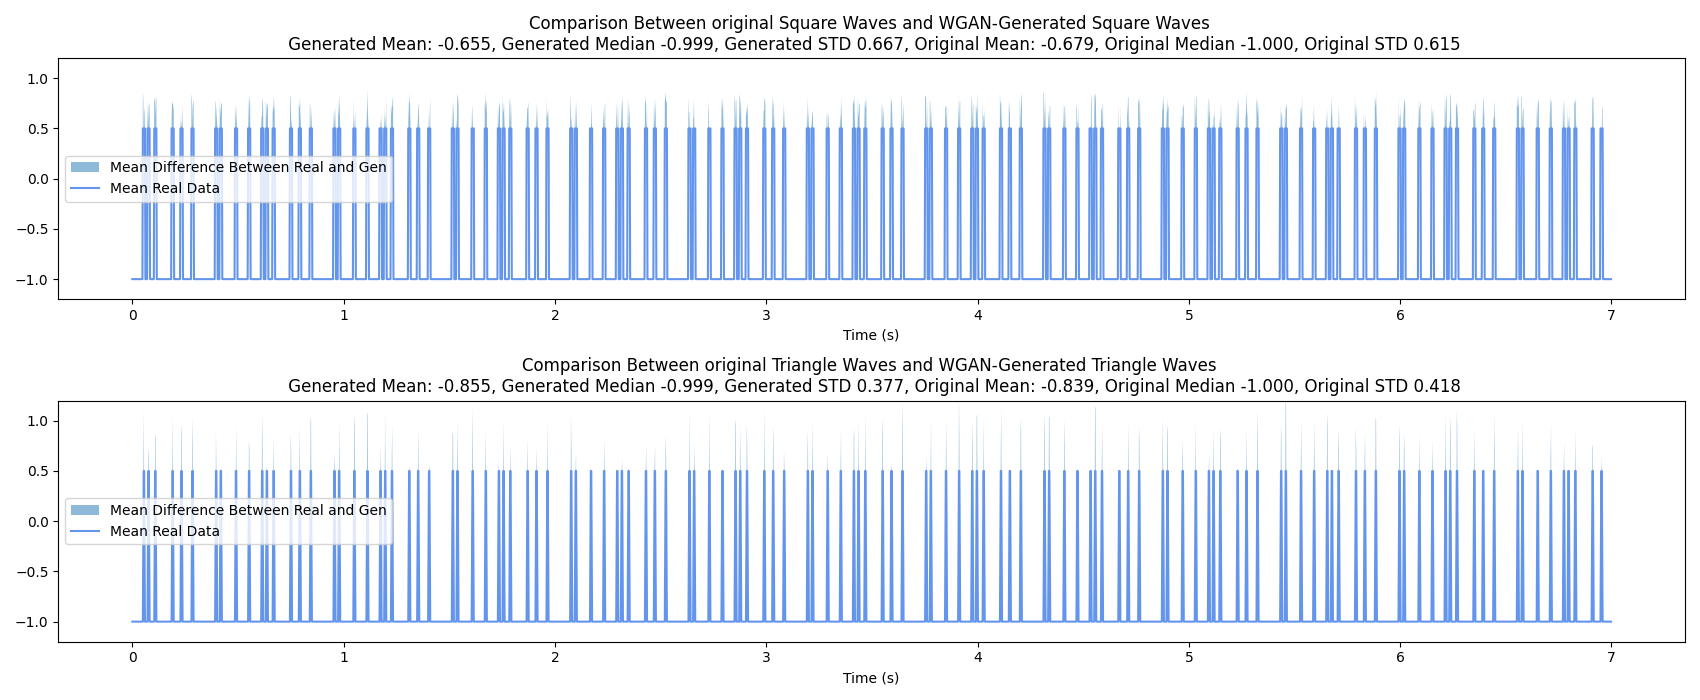 Comparison Between original Square Waves and WGAN-Generated Square Waves
Generated Mean: -0.655, Generated Median -0.999, Generated STD 0.667, Original Mean: -0.679, Original Median -1.000, Original STD 0.615
1.0
0.5
0.0
−0.5
−1.0
Mean Difference Between Real and Gen
Mean Real Data
0 1 2 3 4 5 6 7
Time (s)
Comparison Between original Triangle Waves and WGAN-Generated Triangle Waves
Generated Mean: -0.855, Generated Median -0.999, Generated STD 0.377, Original Mean: -0.839, Original Median -1.000, Original STD 0.418
1.0
0.5
0.0
−0.5
−1.0
Mean Difference Between Real and Gen
Mean Real Data
0 1 2 3 4 5 6 7
Time (s)